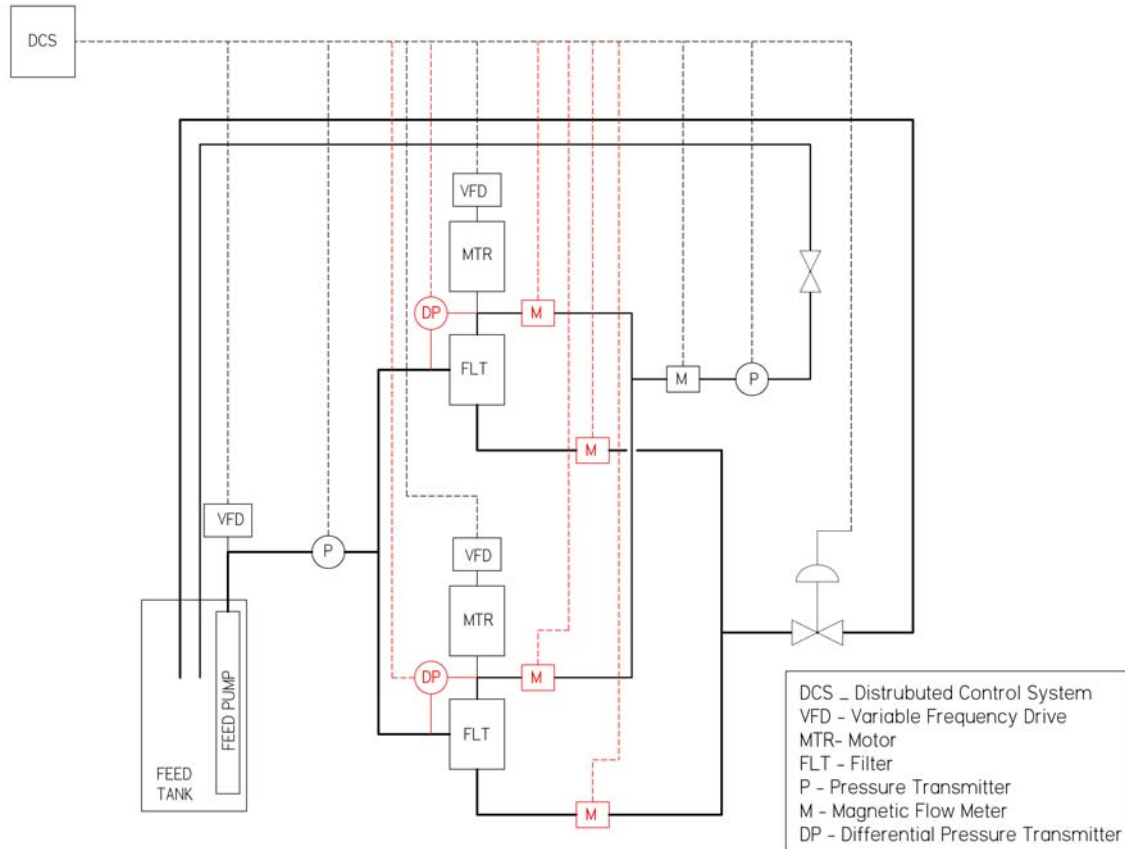 DCS
VFD
MTR
DP
M
FLT
M
P
M
VFD
P
VFD
MTR
DP
M
FLT
M
FEED PUMP
FEED
TANK
DCS _ Distrubuted Control System
VFD - Variable Frequency Drive
MTR- Motor
FLT - Filter
P - Pressure Transmitter
M - Magnetic Flow Meter
DP - Differential Pressure Transmitter